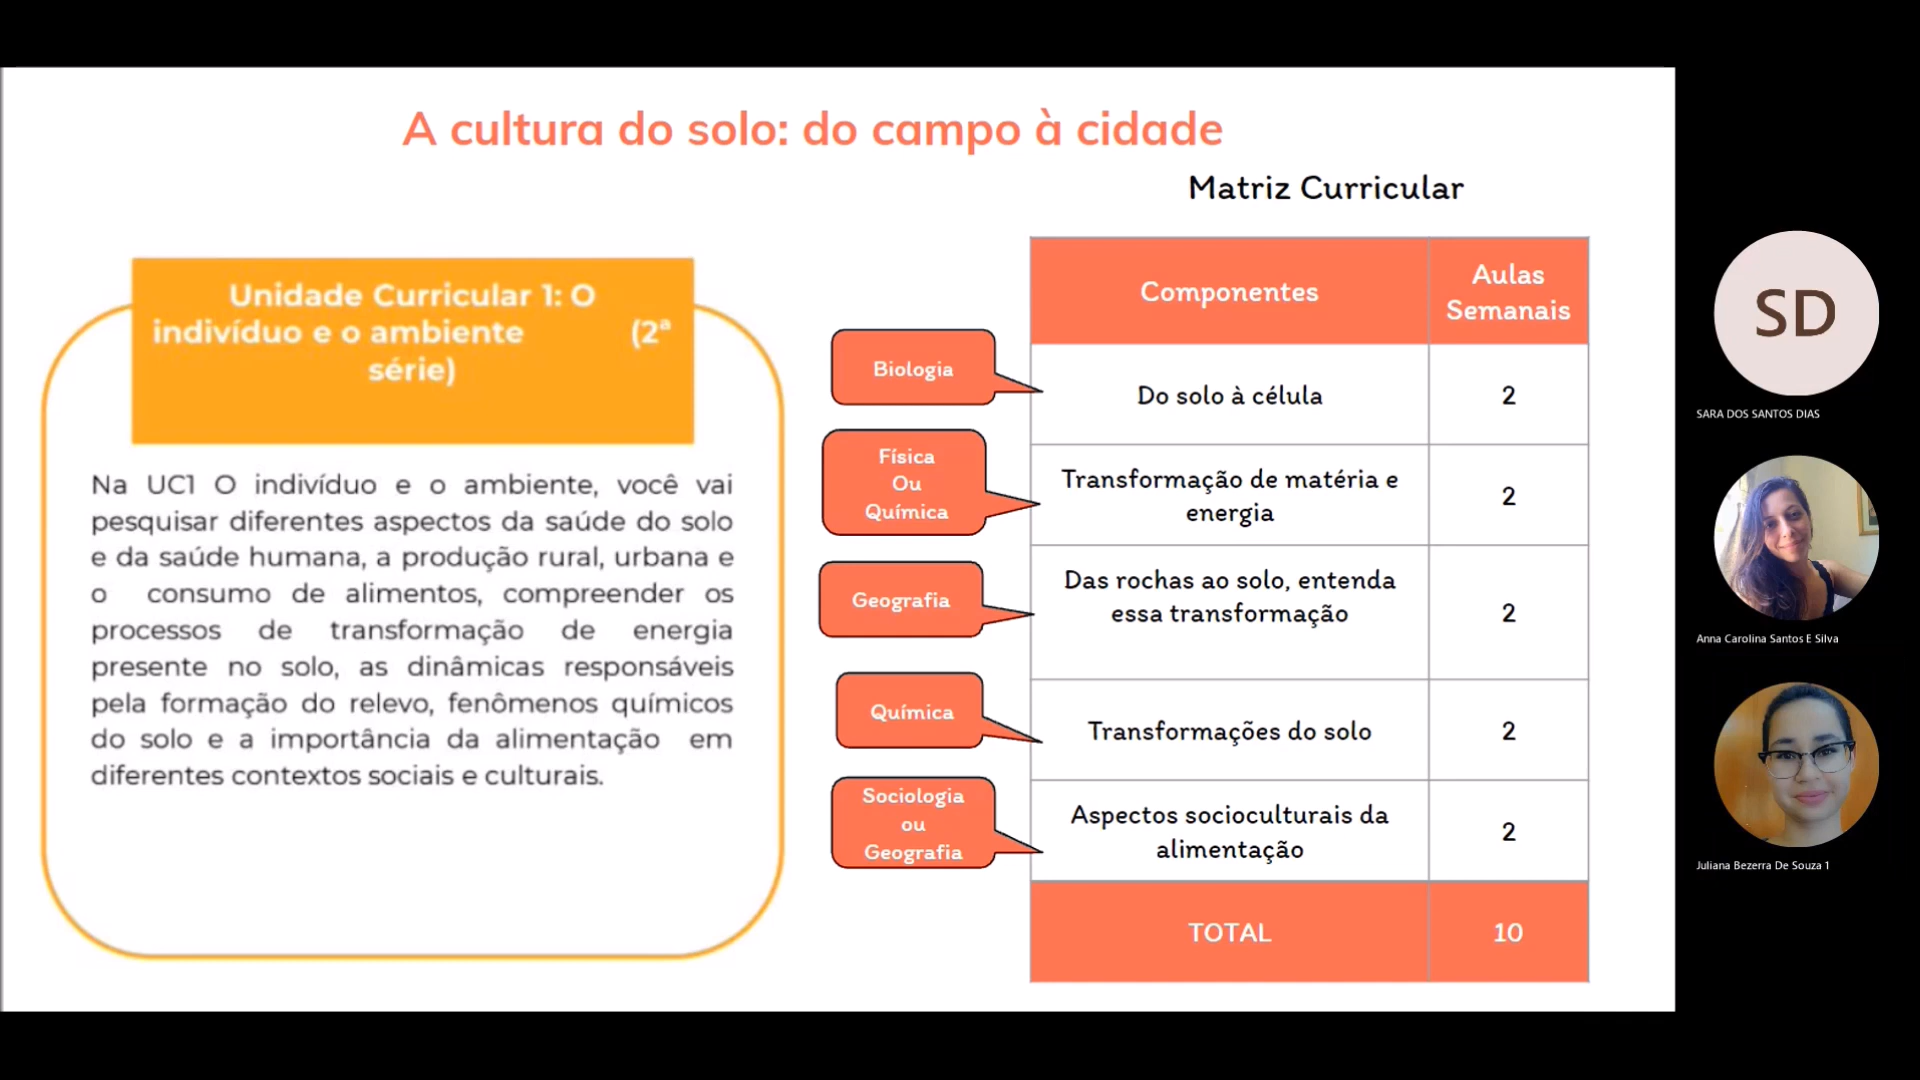 A cultura do solo: do campo à cidade
Matriz Curricular
Unidade Curricular 1: O
indivíduo e o ambiente (2ª
série)
Na UC1 O indivíduo e o ambiente, você vai
pesquisar diferentes aspectos da saúde do solo
e da saúde humana, a produção rural, urbana e
o consumo de alimentos, compreender os
processos de transformação de energia
presente no solo, as dinâmicas responsáveis
pela formação do relevo, fenômenos químicos
do solo e a importância da alimentação em
diferentes contextos sociais e culturais.
Componentes
Aulas
Semanais
Biologia
Do solo à célula
2
Física
Ou
Química
Transformação de matéria e
energia
2
Geografia
Das rochas ao solo, entenda
essa transformação
2
Química
Transformações do solo
2
Sociologia
ou
Geografia
Aspectos socioculturais da
alimentação
2
TOTAL
10
SD
SARA DOS SANTOS DIAS
Anna Carolina Santos E Silva
Juliana Bezerra De Souza 1